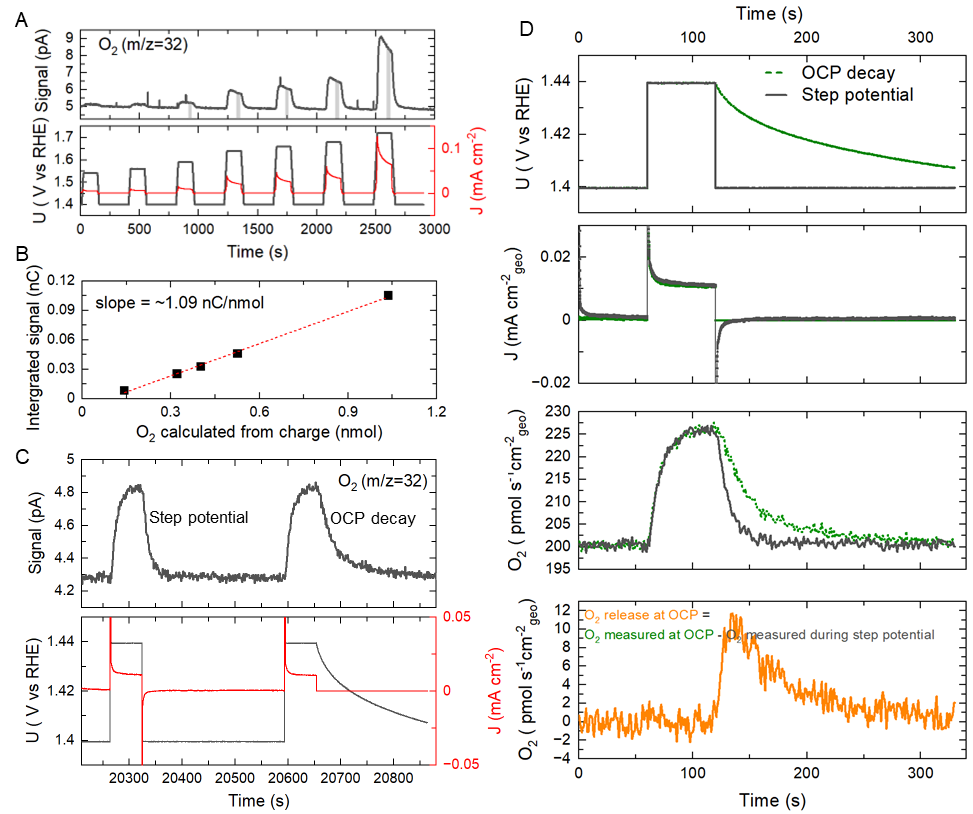 A
O₂ (m/z=32)
Signal (pA)
9
8
7
6
5
U ( V vs RHE)
1.7
1.6
1.5
1.4
0.1
0
J (mA cm⁻²)
0 500 1000 1500 2000 2500 3000
Time (s)
B
Intergrated signal (nC)
0.12
0.09
0.06
0.03
0
slope = ~1.09 nC/nmol
0 0.3 0.6 0.9 1.2
O₂ calculated from charge (nmol)
C
Signal (pA)
5
4.8
4.6
4.4
4.2
O₂ (m/z=32)
Step potential
OCP decay
U ( V vs RHE)
1.44
1.42
1.4
0.05
0
−0.05
J (mA cm⁻²)
20300 20400 20500 20600 20700 20800
Time (s)
D
Time (s)
0 100 200 300
U ( V vs RHE)
1.44
1.42
1.4
OCP decay
Step potential
J (mA cm⁻²geo)
0.02
0
−0.02
O₂ ( pmol s⁻¹cm⁻²geo)
230
225
220
215
210
205
200
195
O₂ ( pmol s⁻¹cm⁻²geo)
12
10
8
6
4
2
0
−2
−4
O₂ release at OCP =
O₂ measured at OCP - O₂ measured during step potential
0 100 200 300
Time (s)